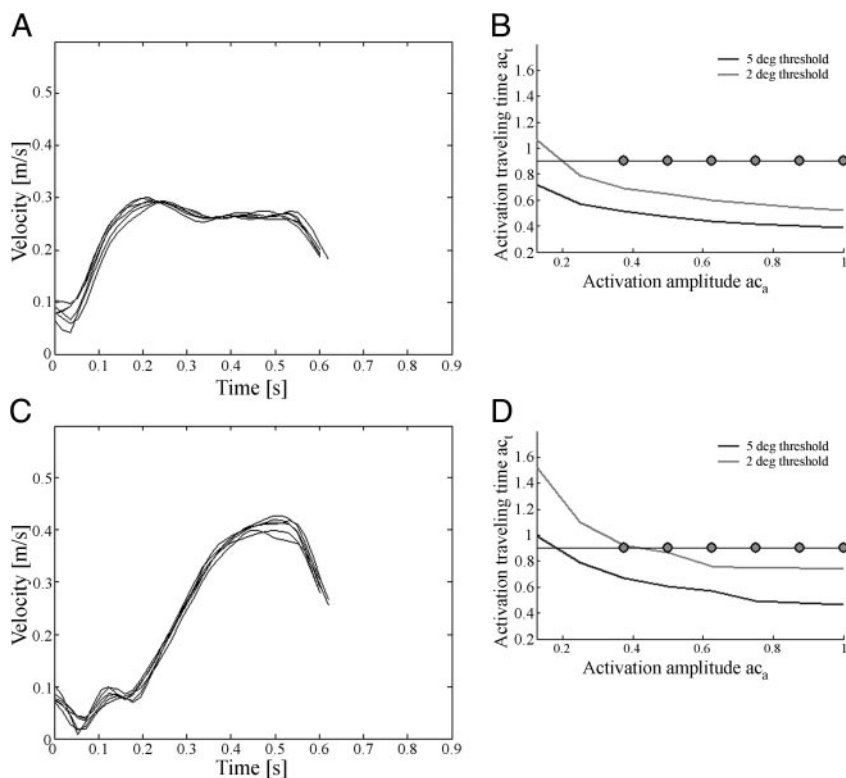 A
Velocity [m/s]
0.5
0.4
0.3
0.2
0.1
0
0 0.1 0.2 0.3 0.4 0.5 0.6 0.7 0.8 0.9
Time [s]
B
Activation traveling time ac_t
1.6
1.4
1.2
1
0.8
0.6
0.4
0.2
5 deg threshold
2 deg threshold
0.2 0.4 0.6 0.8 1
Activation amplitude ac_a
C
Velocity [m/s]
0.5
0.4
0.3
0.2
0.1
0
0 0.1 0.2 0.3 0.4 0.5 0.6 0.7 0.8 0.9
Time [s]
D
Activation traveling time ac_t
1.6
1.4
1.2
1
0.8
0.6
0.4
0.2
5 deg threshold
2 deg threshold
0.2 0.4 0.6 0.8 1
Activation amplitude ac_a